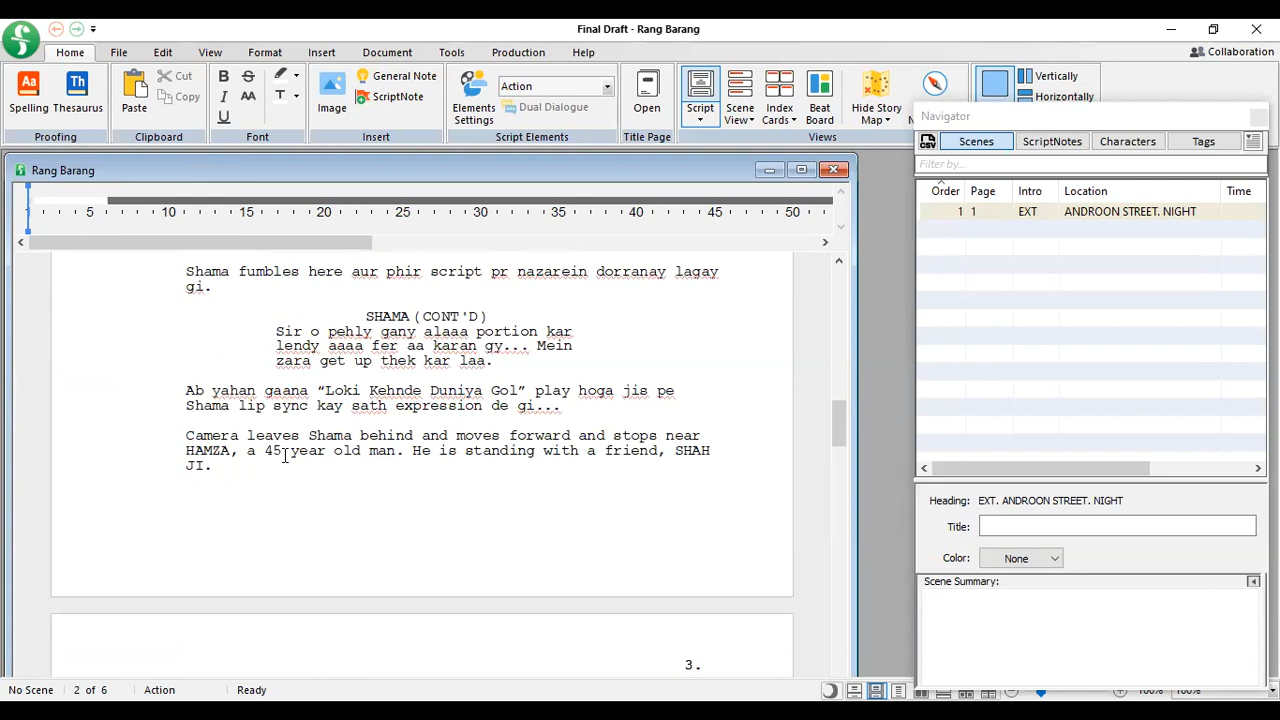 Final Draft - Rang Barang
Home File Edit View Format Insert Document Tools Production Help
Collaboration
Spelling Thesaurus Paste Cut Copy Image General Note ScriptNote Elements Settings Action Dual Dialogue Open Script Scene View Index Cards Beat Board Hide Story Vertically Horizontally
Proofing Clipboard Font Insert Script Elements Title Page Views
Navigator
Scenes ScriptNotes Characters Tags
Filter by...
Order Page Intro Location Time
1 1 EXT ANDROON STREET. NIGHT
Rang Barang
5 10 15 20 25 30 35 40 45 50
Shama fumbles here aur phir script pr nazarein dorranay lagay
gi.
SHAMA(CONT'D)
Sir o pehly gany alaaa portion kar
lendy aaaa fer aa karan gy... Mein
zara get up thek kar laa.
Ab yahan gaana “Loki Kehnde Duniya Gol” play hoga jis pe
Shama lip sync kay sath expression de gi...
Camera leaves Shama behind and moves forward and stops near
HAMZA, a 45 year old man. He is standing with a friend, SHAH
JI.
3.
Heading: EXT. ANDROON STREET. NIGHT
Title:
Color: None
Scene Summary:
No Scene 2 of 6 Action Ready 100% 100%